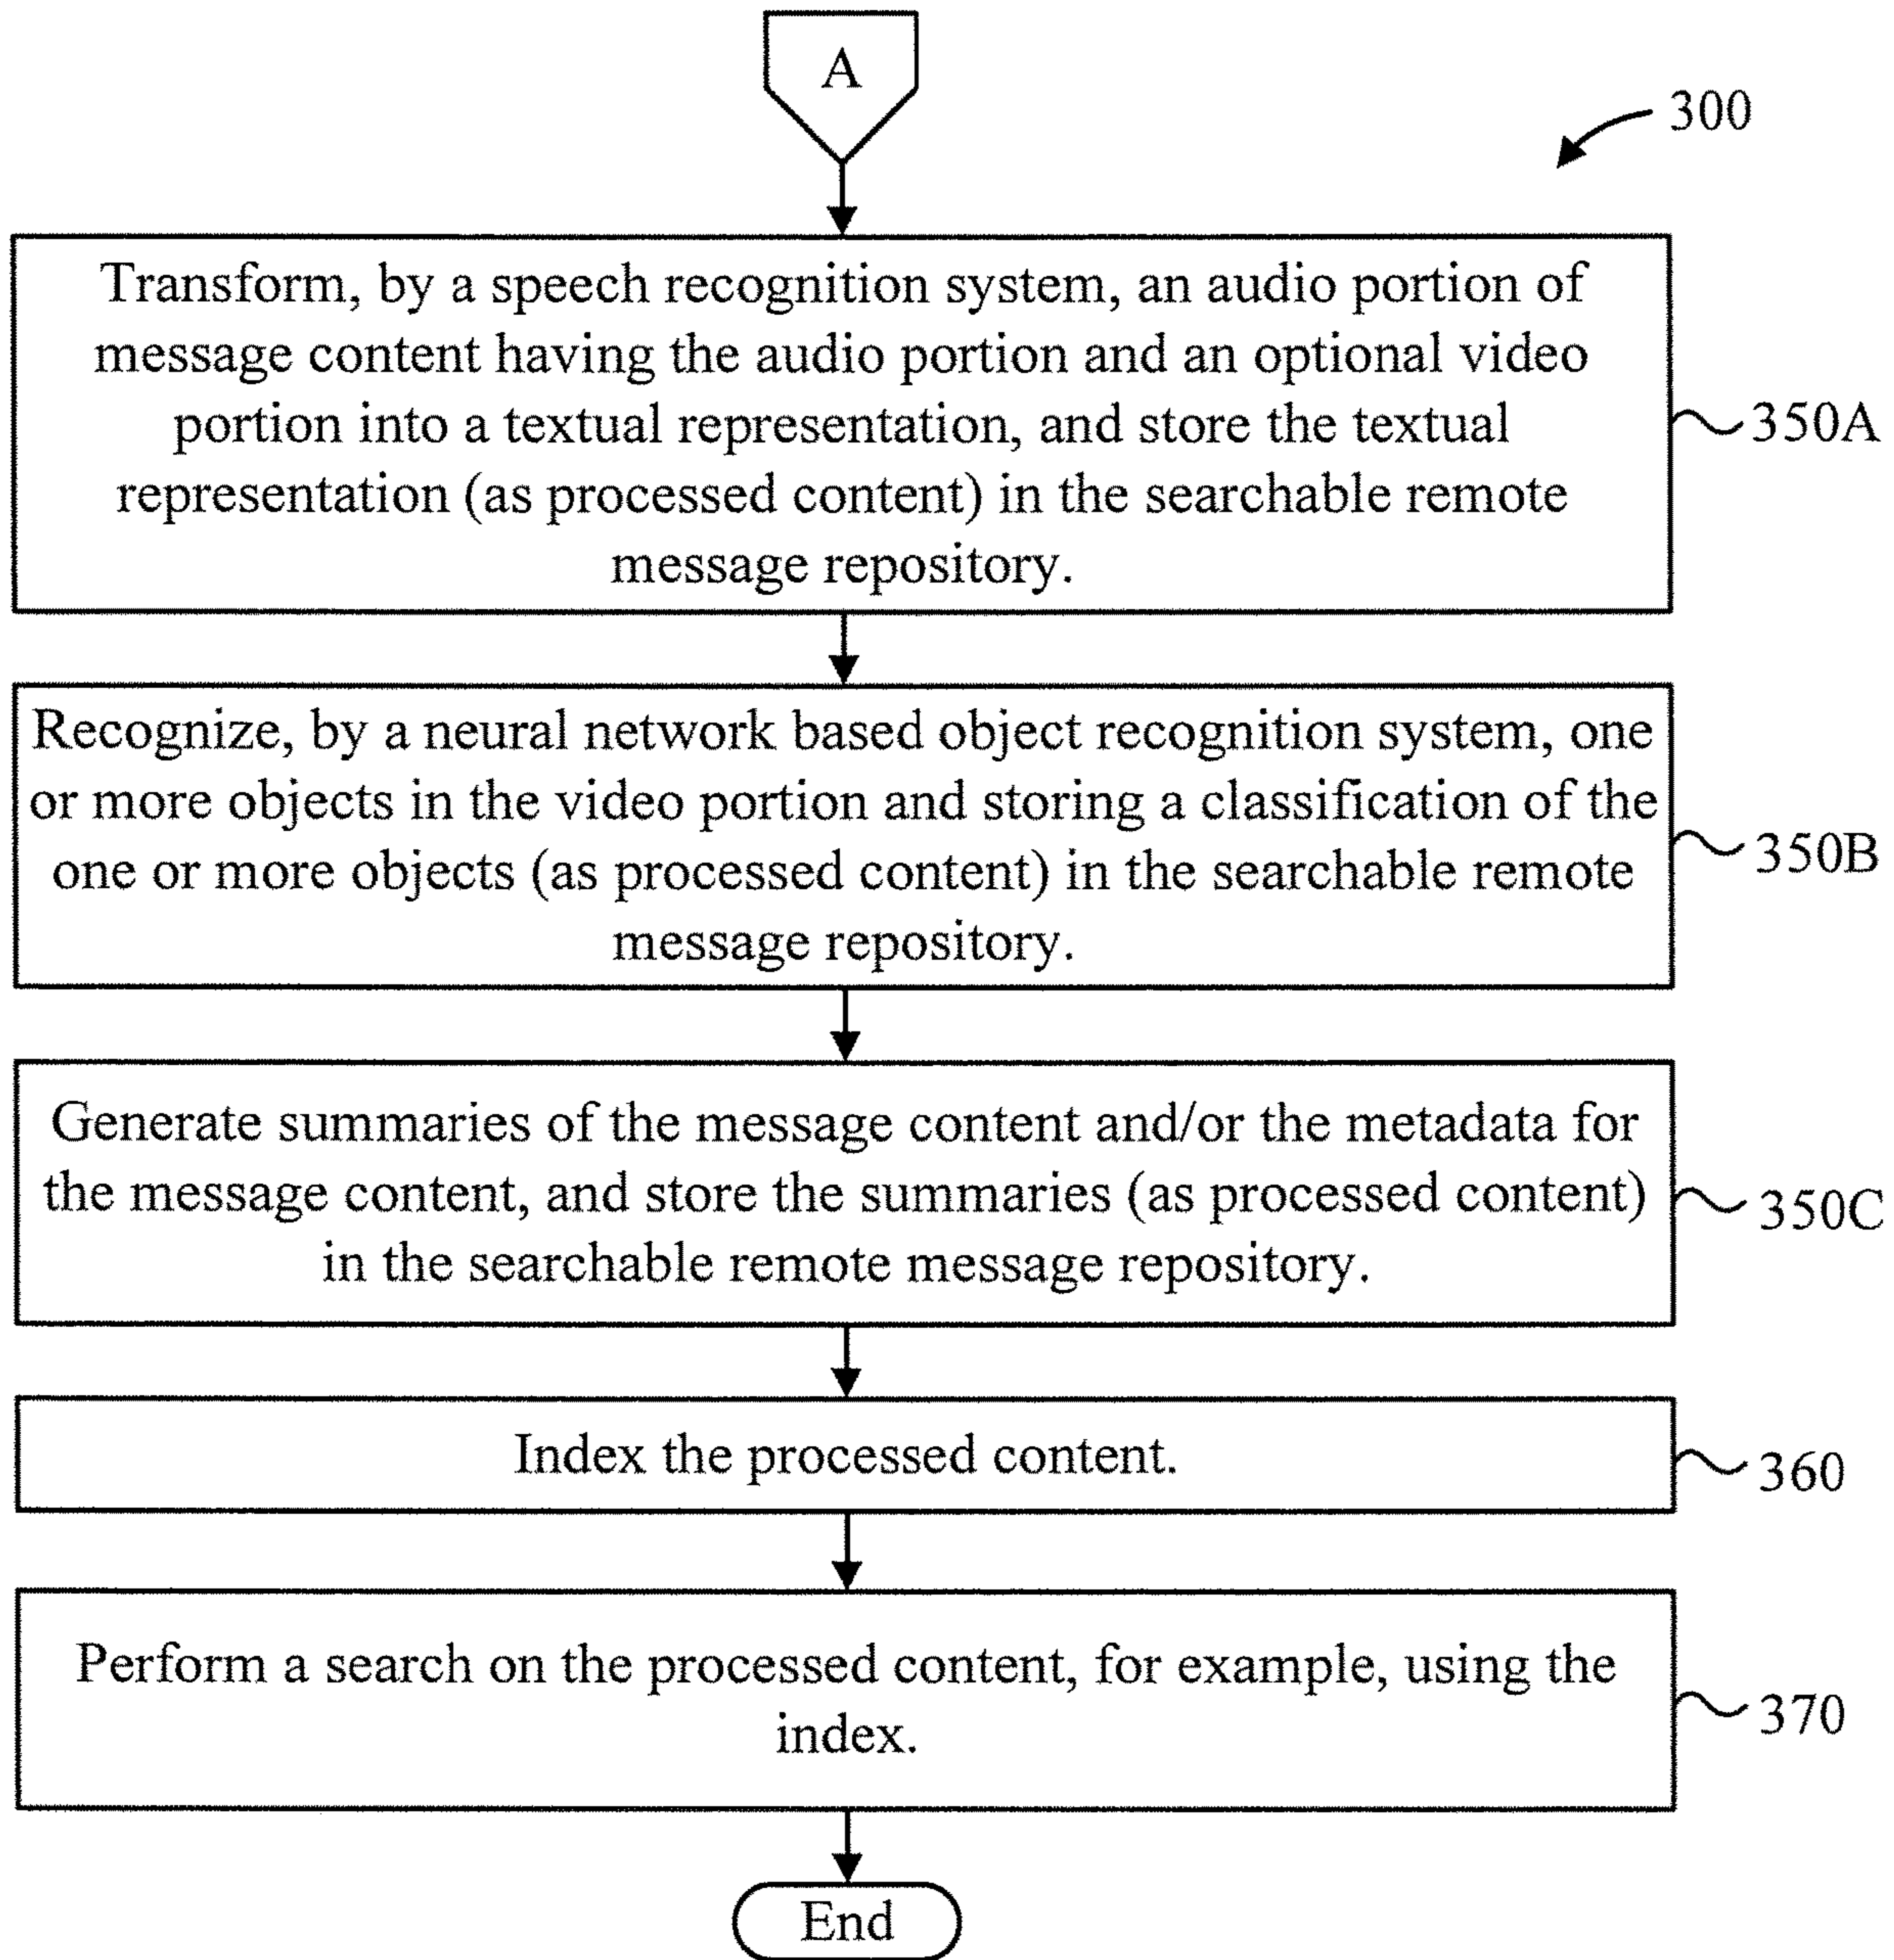 A
300
Transform, by a speech recognition system, an audio portion of
message content having the audio portion and an optional video
portion into a textual representation, and store the textual
representation (as processed content) in the searchable remote
message repository.
350A
Recognize, by a neural network based object recognition system, one
or more objects in the video portion and storing a classification of the
one or more objects (as processed content) in the searchable remote
message repository.
350B
Generate summaries of the message content and/or the metadata for
the message content, and store the summaries (as processed content)
in the searchable remote message repository.
350C
Index the processed content.
360
Perform a search on the processed content, for example, using the
index.
370
End